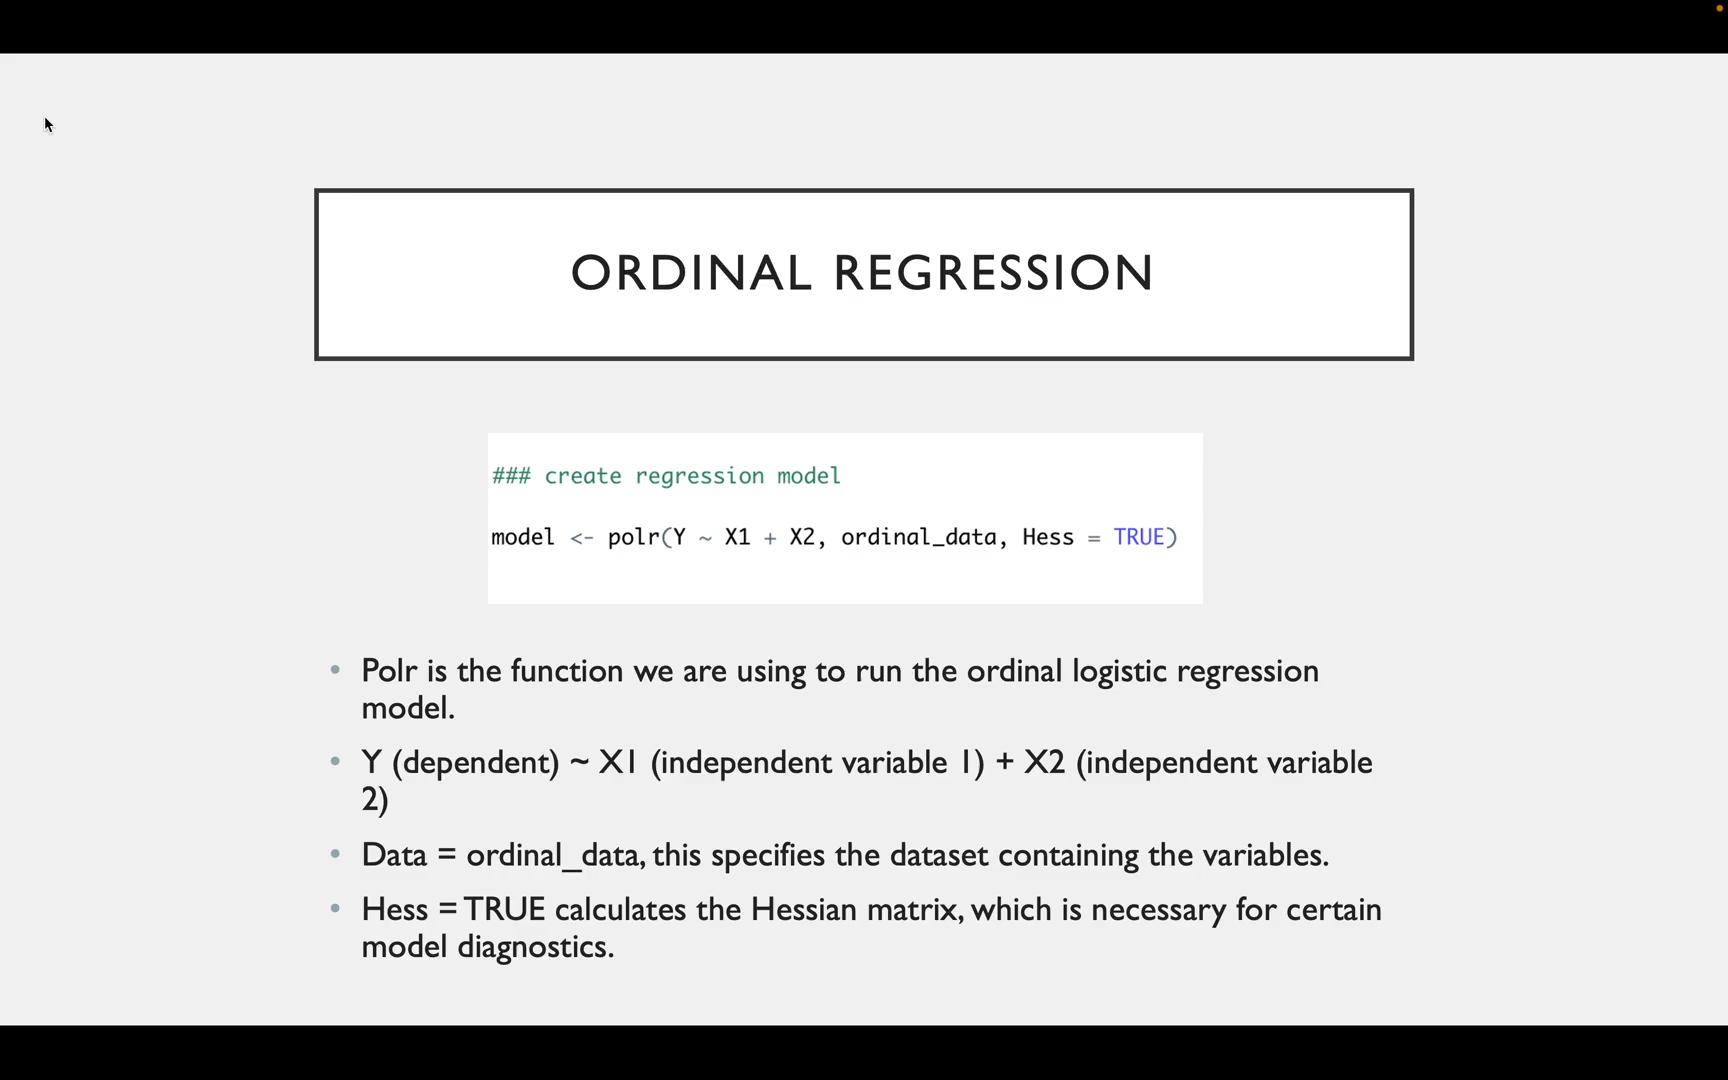 ORDINAL REGRESSION
### create regression model
model <- polr(Y ~ X1 + X2, ordinal_data, Hess = TRUE)
• Polr is the function we are using to run the ordinal logistic regression
model.
• Y (dependent) ~ X1 (independent variable 1) + X2 (independent variable
2)
• Data = ordinal_data, this specifies the dataset containing the variables.
• Hess = TRUE calculates the Hessian matrix, which is necessary for certain
model diagnostics.